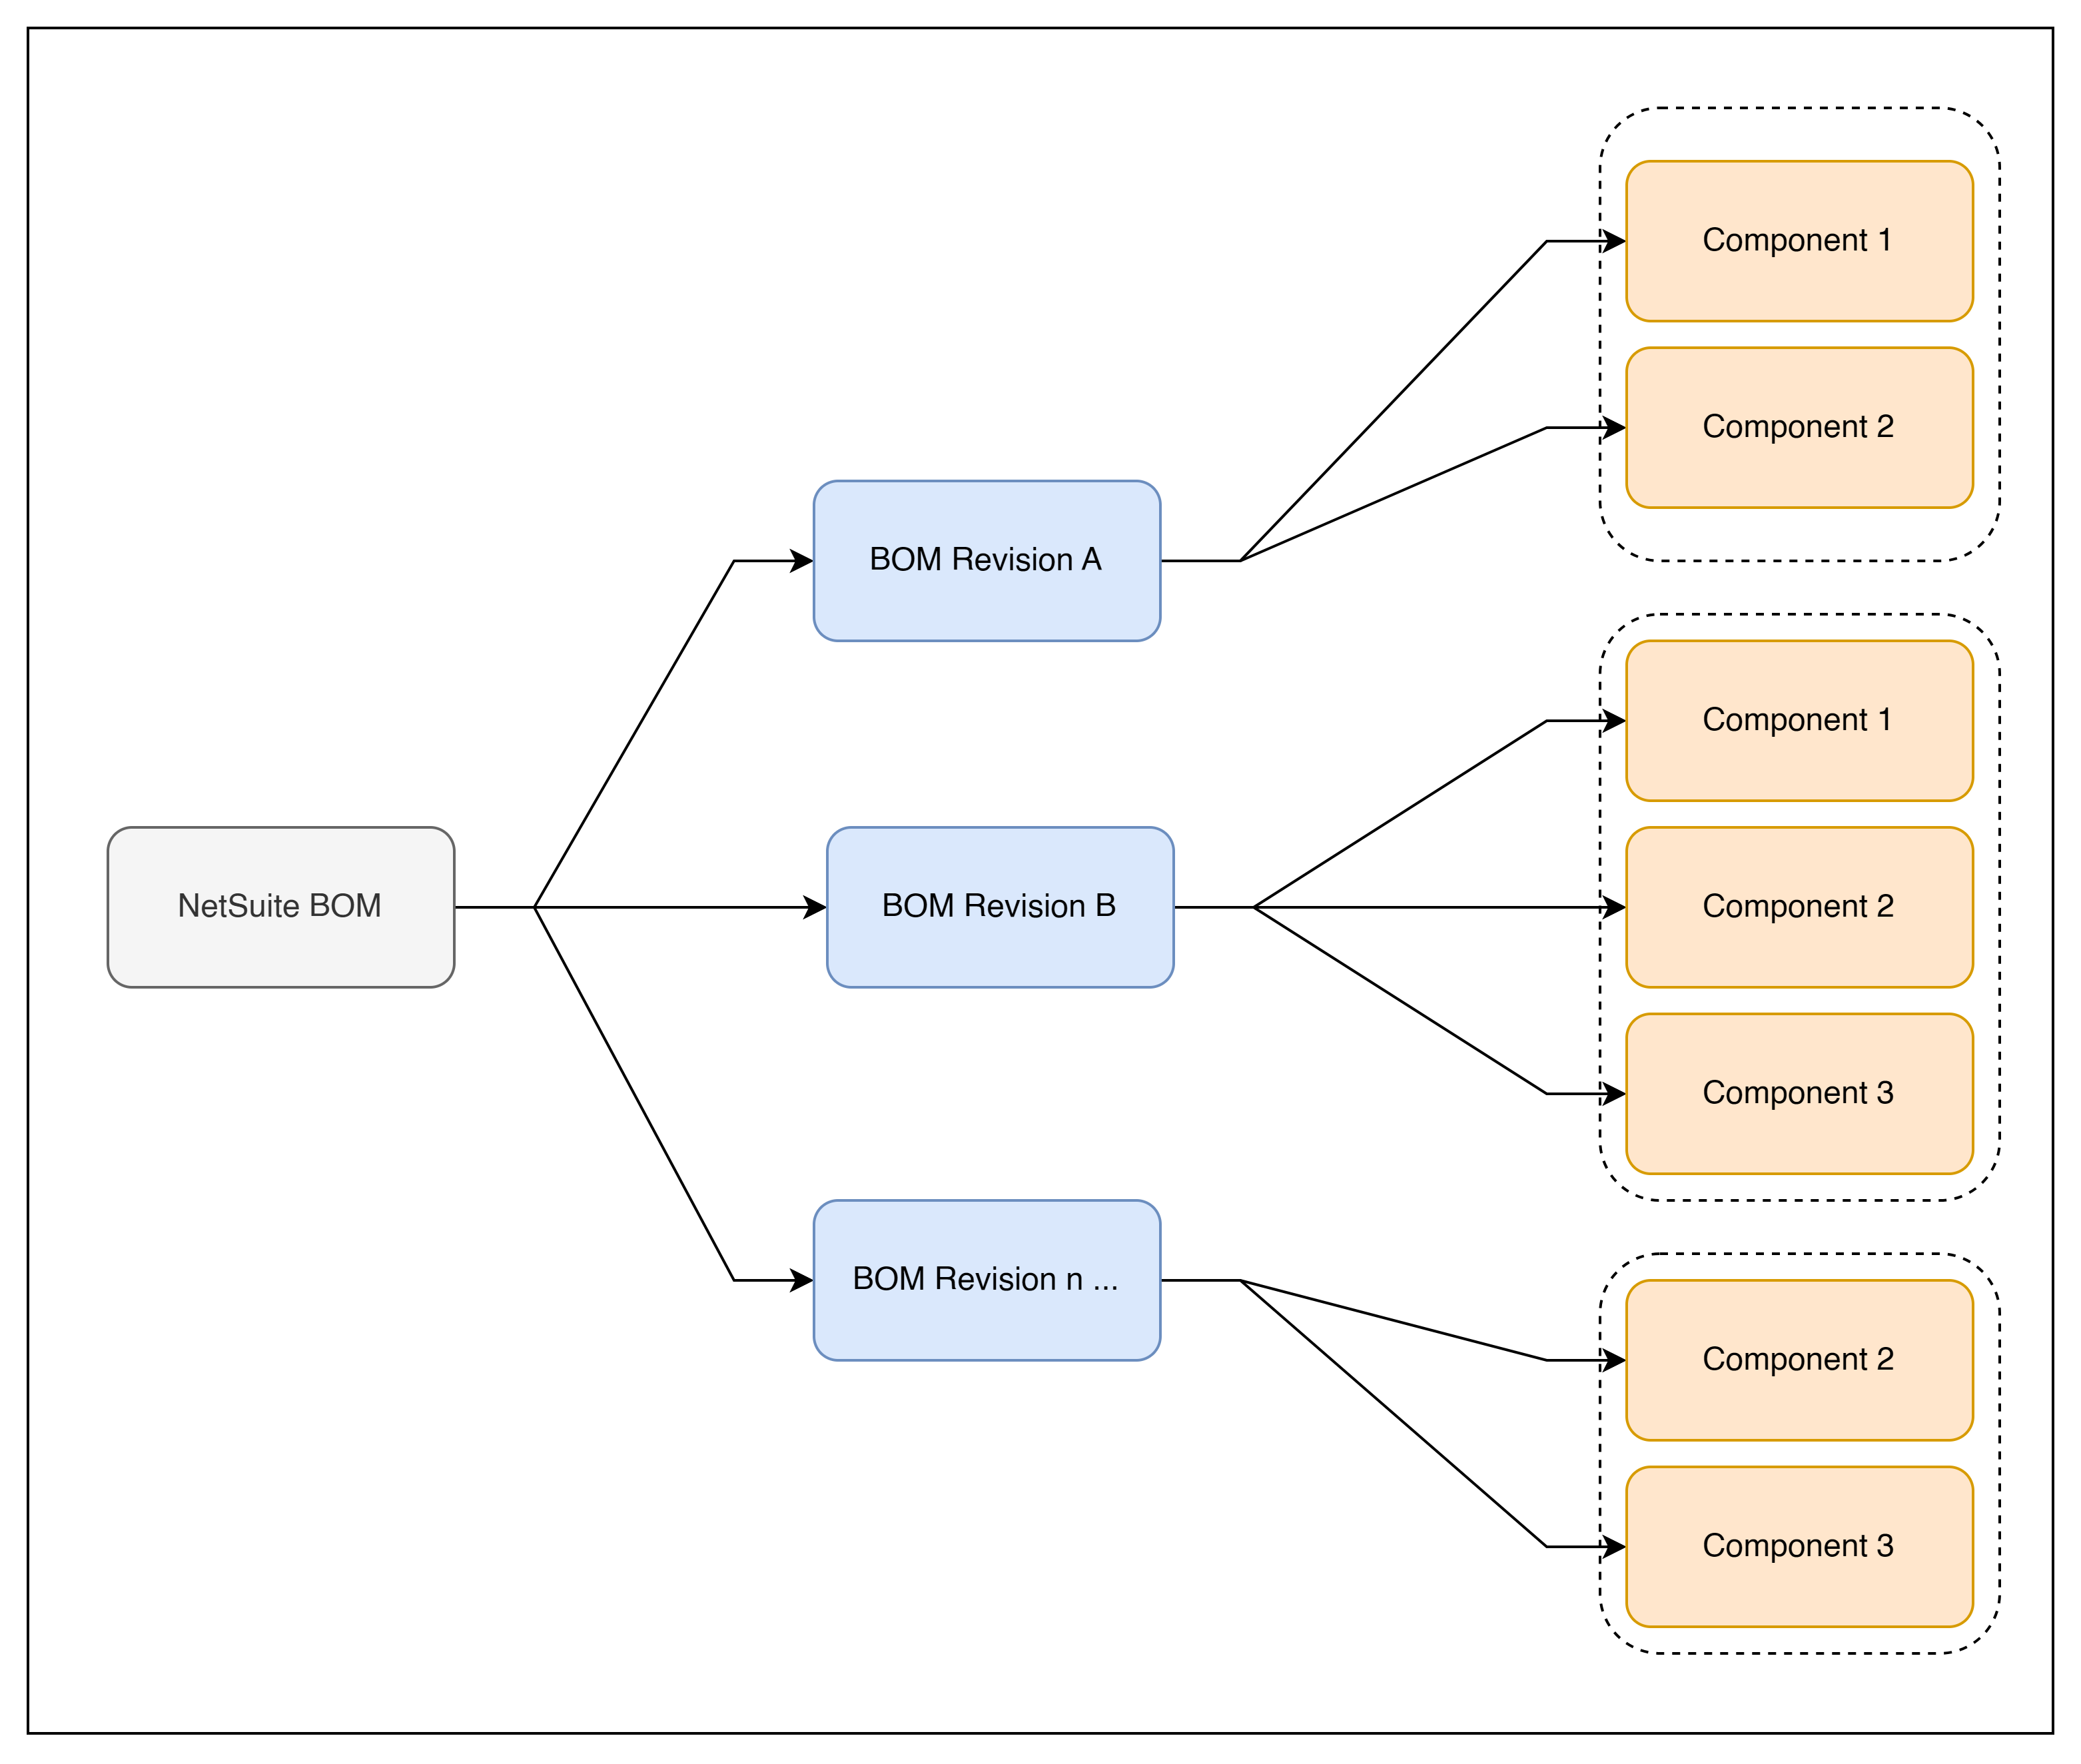 NetSuite BOM
BOM Revision A
Component 1
Component 2
BOM Revision B
Component 1
Component 2
Component 3
BOM Revision n ...
Component 2
Component 3